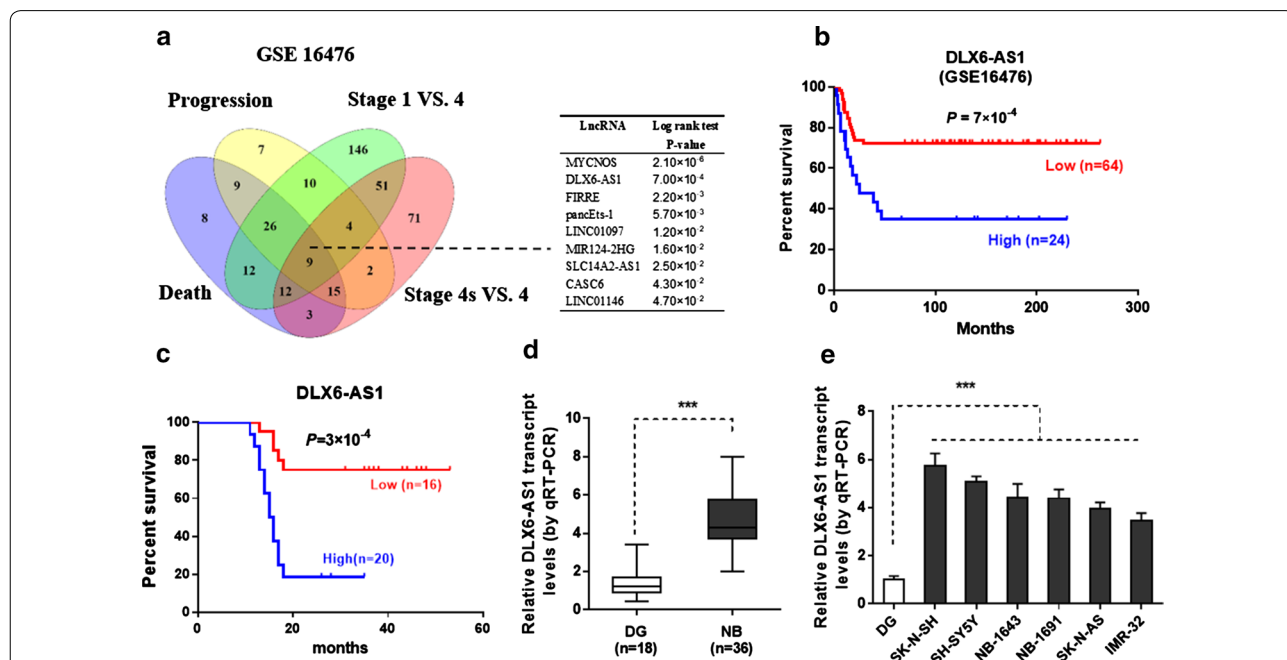 a
GSE 16476
Progression
Stage 1 VS. 4
Death
Stage 4s VS. 4
7
146
9
10
51
8
26
4
71
12
9
2
12
15
3
LncRNA Log rank test
P-value
MYCNOS 2.10×10-6
DLX6-AS1 7.00×10-4
FIRRE 2.20×10-3
pancEts-1 5.70×10-3
LINC01097 1.20×10-2
MIR124-2HG 1.60×10-2
SLC14A2-AS1 2.50×10-2
CASC6 4.30×10-2
LINC01146 4.70×10-2
b
DLX6-AS1
(GSE16476)
P = 7×10-4
Low (n=64)
High (n=24)
Percent survival
100
80
60
40
20
0
0 100 200 300
Months
c
DLX6-AS1
P=3×10-4
Low (n=16)
High(n=20)
Percent survival
100
80
60
40
20
0
0 20 40 60
months
d
Relative DLX6-AS1 transcript
levels (by qRT-PCR)
***
10
8
6
4
2
0
DG NB
(n=18) (n=36)
e
Relative DLX6-AS1 transcript
levels (by qRT-PCR)
***
8
6
4
2
0
DG
SK-N-SH
SH-SY5Y
NB-1643
NB-1691
SK-N-AS
IMR-32